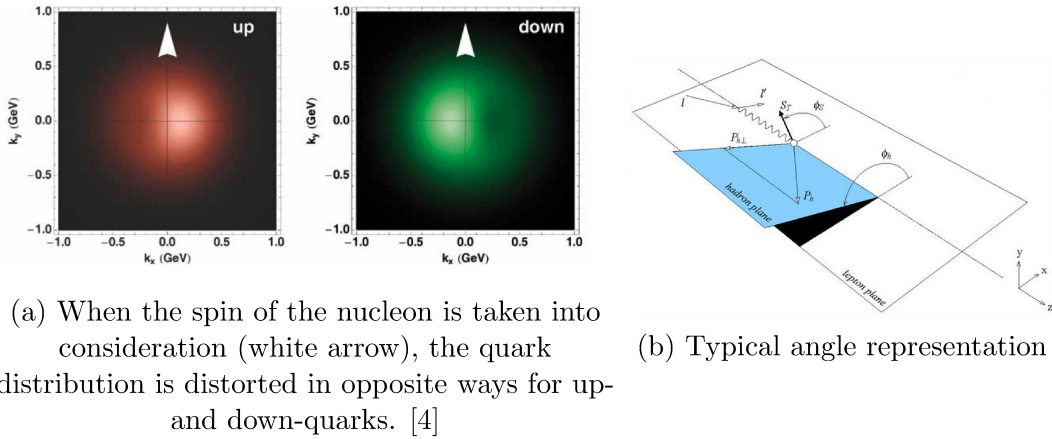 up
down
1.0
0.5
0.0
−0.5
−1.0
k_y (GeV)
−1.0 −0.5 0.0 0.5 1.0
k_x (GeV)
1.0
0.5
0.0
−0.5
−1.0
k_y (GeV)
−1.0 −0.5 0.0 0.5 1.0
k_x (GeV)
l
l'
S_T
ϕ_S
P_{h⊥}
ϕ_h
P_h
hadron plane
lepton plane
y
x
z
(a) When the spin of the nucleon is taken into
consideration (white arrow), the quark
distribution is distorted in opposite ways for up-
and down-quarks. [4]
(b) Typical angle representation